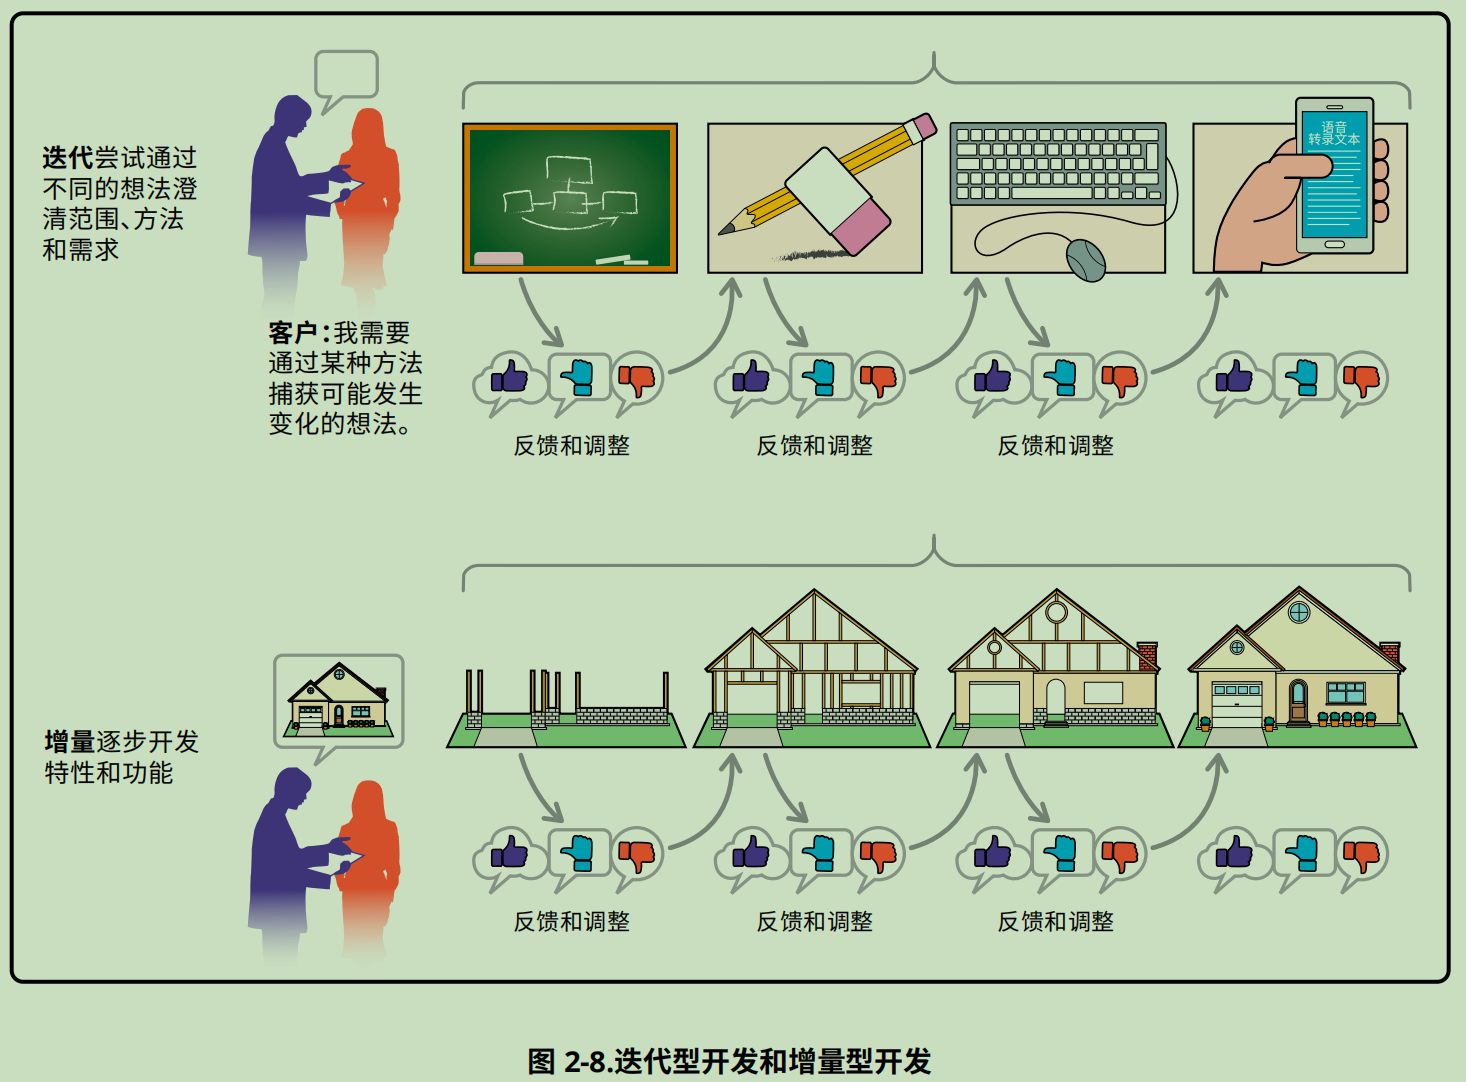 迭代尝试通过
不同的想法澄
清范围、方法
和需求
语音
转录文本
客户：我需要
通过某种方法
捕获可能发生
变化的想法。
反馈和调整
反馈和调整
反馈和调整
增量逐步开发
特性和功能
反馈和调整
反馈和调整
反馈和调整
图 2-8.迭代型开发和增量型开发